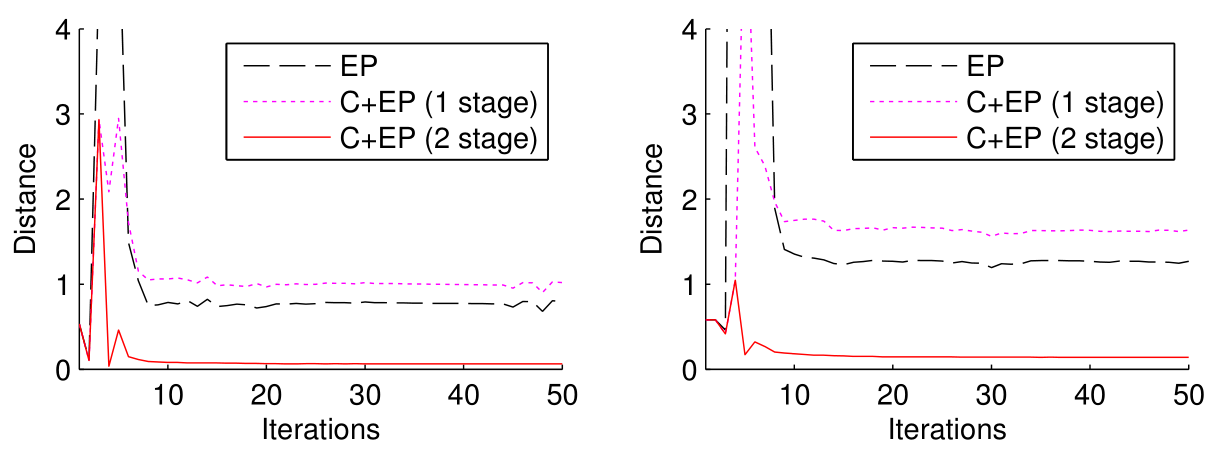 4
3
2
1
0
Distance
10
20
30
40
50
Iterations
EP
C+EP (1 stage)
C+EP (2 stage)
4
3
2
1
0
Distance
10
20
30
40
50
Iterations
EP
C+EP (1 stage)
C+EP (2 stage)